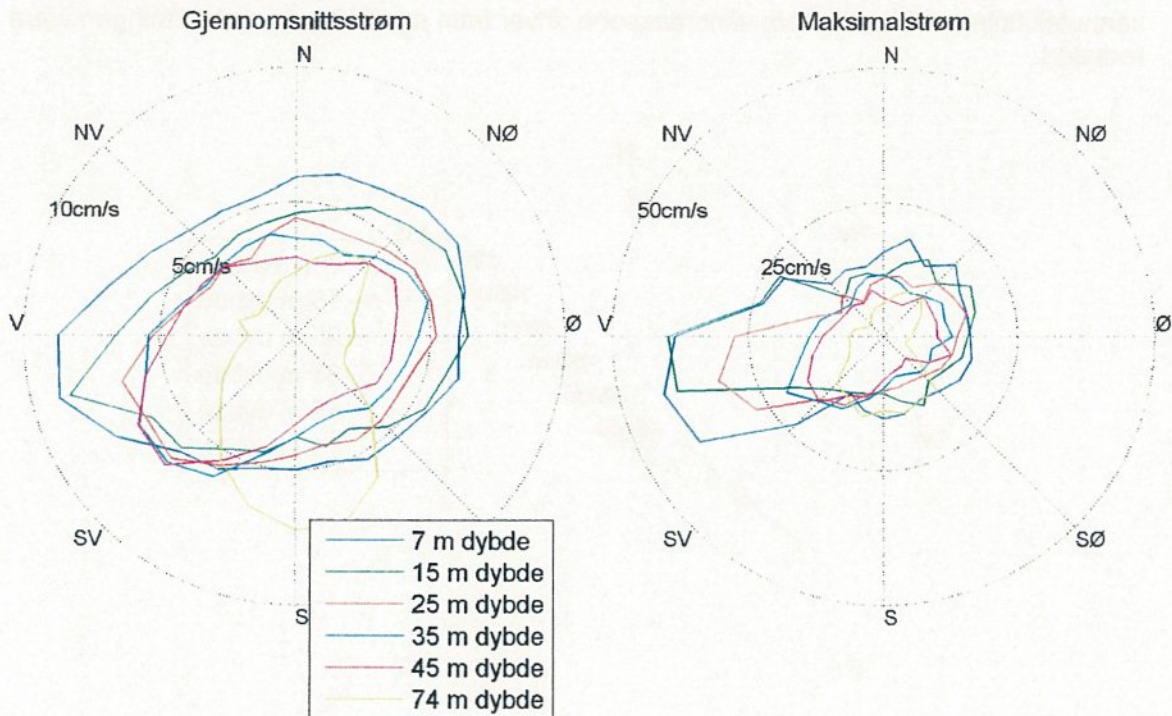 Gjennomsnittsstrøm
N
NV
NØ
10cm/s
5cm/s
V
Ø
SV
S
Maksimalstrøm
N
NV
NØ
50cm/s
25cm/s
V
Ø
SV
SØ
S
7 m dybde
15 m dybde
25 m dybde
35 m dybde
45 m dybde
74 m dybde